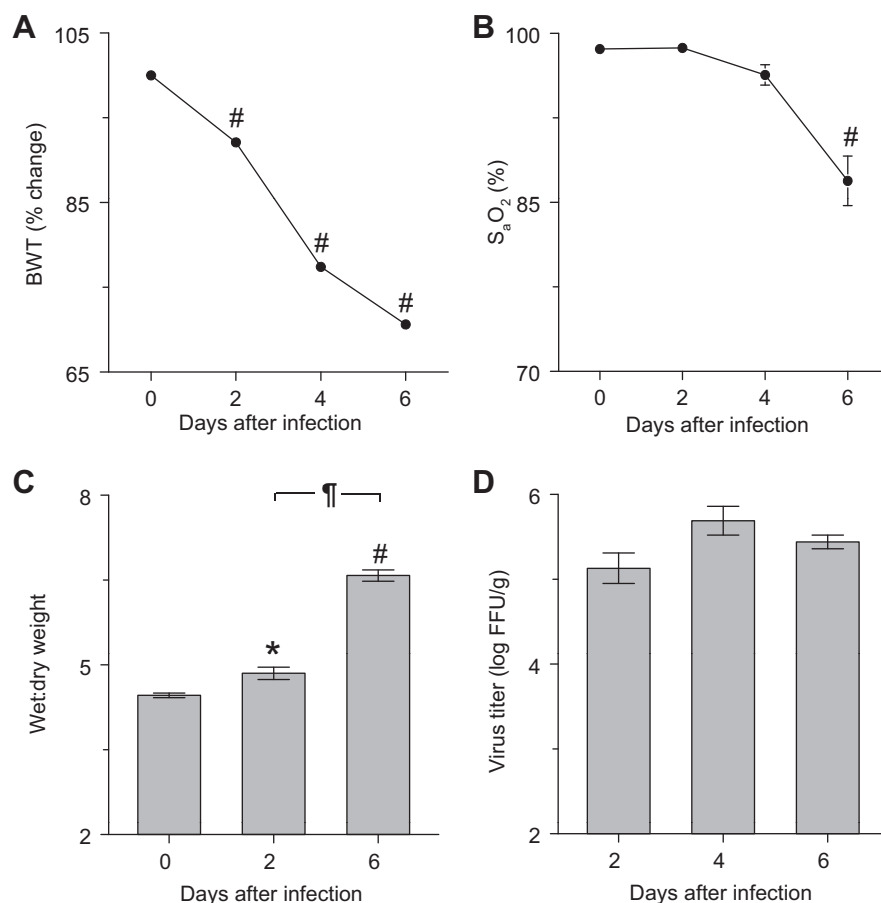 A
105
85
65
BWT (% change)
#
#
#
0 2 4 6
Days after infection
B
100
85
70
SaO2 (%)
#
0 2 4 6
Days after infection
C
8
5
2
Wet:dry weight
¶
*
#
0 2 6
Days after infection
D
6
4
2
Virus titer (log FFU/g)
2 4 6
Days after infection